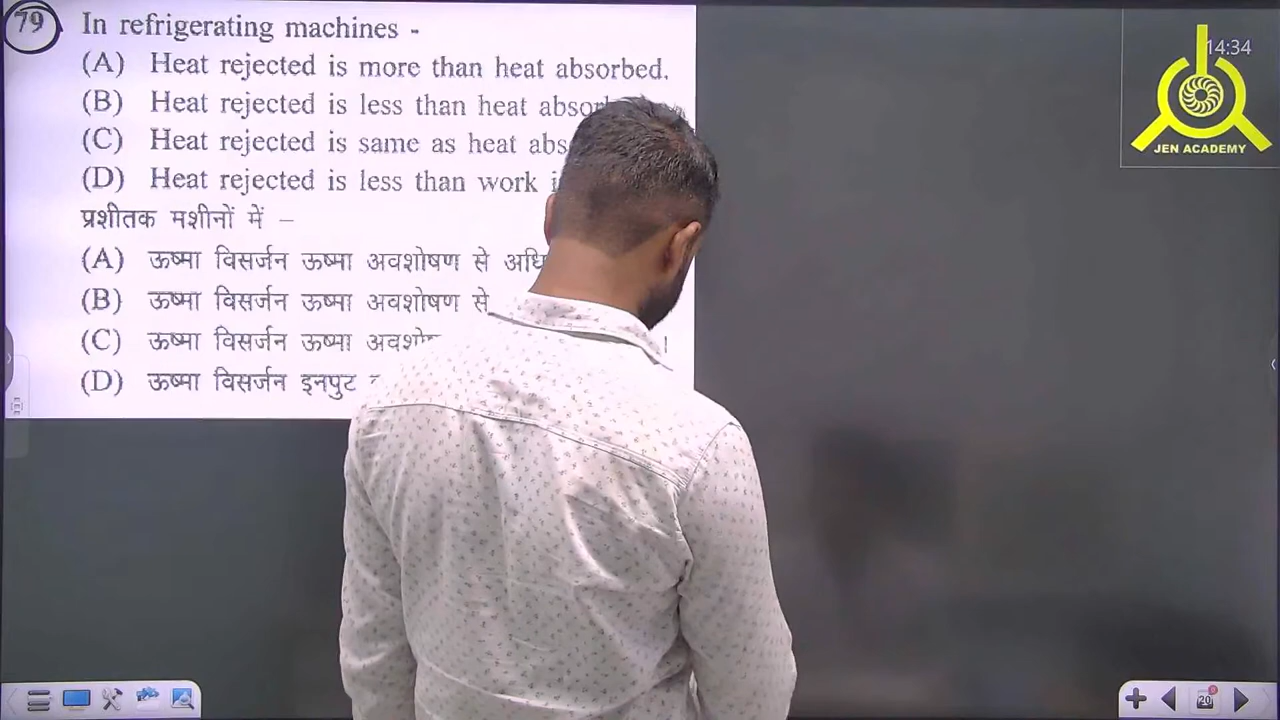 79 In refrigerating machines -
(A) Heat rejected is more than heat absorbed.
(B) Heat rejected is less than heat
(C) Heat rejected is same as heat
(D) Heat rejected is less than work
प्रशीतक मशीनों में –
(A) ऊष्मा विसर्जन ऊष्मा अवशोषण से
(B) ऊष्मा विसर्जन ऊष्मा अवशोषण से
(C) ऊष्मा विसर्जन ऊष्मा
(D) ऊष्मा विसर्जन इनपुट
14:34
JEN ACADEMY
20